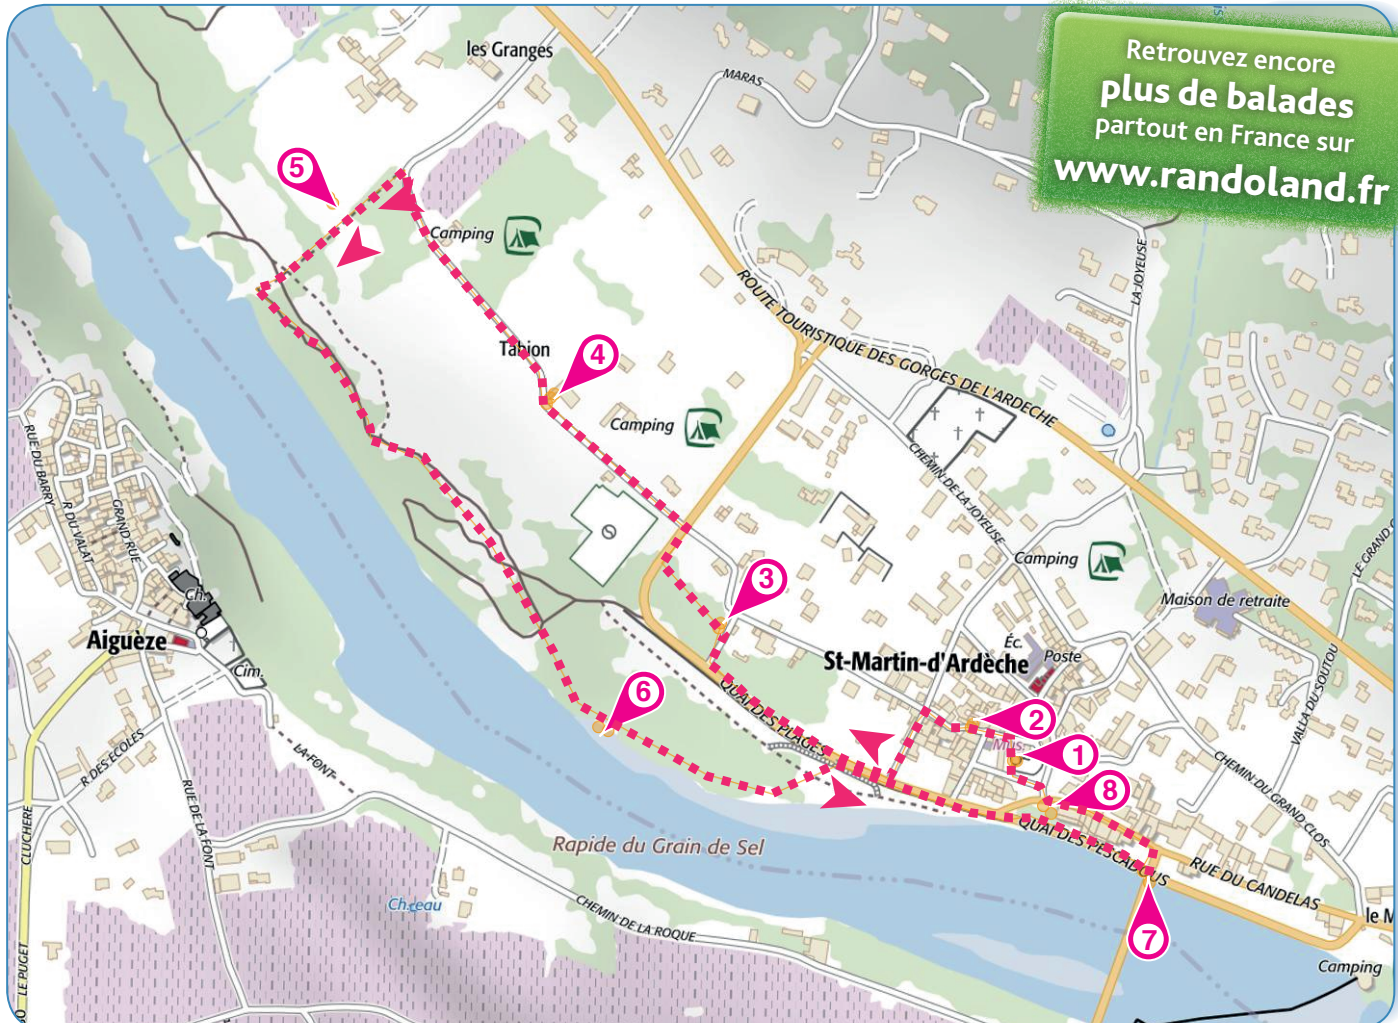 Retrouvez encore
plus de balades
partout en France sur
www.randoland.fr
les Granges
MARAS
5
Camping
LA JOYEUSE
ROUTE TOURISTIQUE DES GORGES DE L'ARDÈCHE
Tabion
4
Camping
CHEMIN DE LA JOYEUSE
Camping
RUE DU BARRY
R DU VALAT
GRAND RUE
Ch.
3
Maison de retraite
Aiguèze
Cim.
Éc.
Poste
St-Martin-d'Ardèche
6
QUAI DES PLAGES
2
Mus.
1
8
VALLA DU SOUTOU
CHEMIN DU GRAND CLOS
R DES ECOLES
LA FONT
RUE DE LA FONT
CLUCHERE
Rapide du Grain de Sel
QUAI DES PESCADOUS
RUE DU CANDELAS
Ch. eau
CHEMIN DE LA ROQUE
7
le M
Camping
LE PUGET
LE GRAND